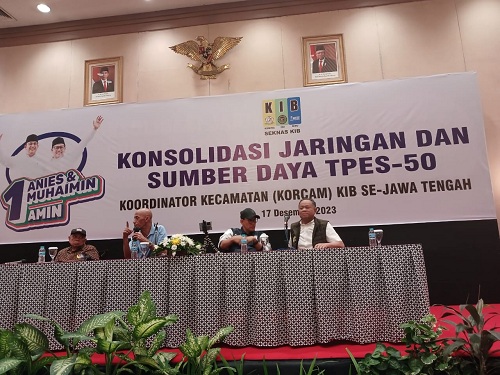 KIB
SEKNAS KIB
KONSOLIDASI JARINGAN DAN
SUMBER DAYA TPES-50
KOORDINATOR KECAMATAN (KORCAM) KIB SE-JAWA TENGAH
17 Desember 2023
1
ANIES &
MUHAIMIN
AMIN